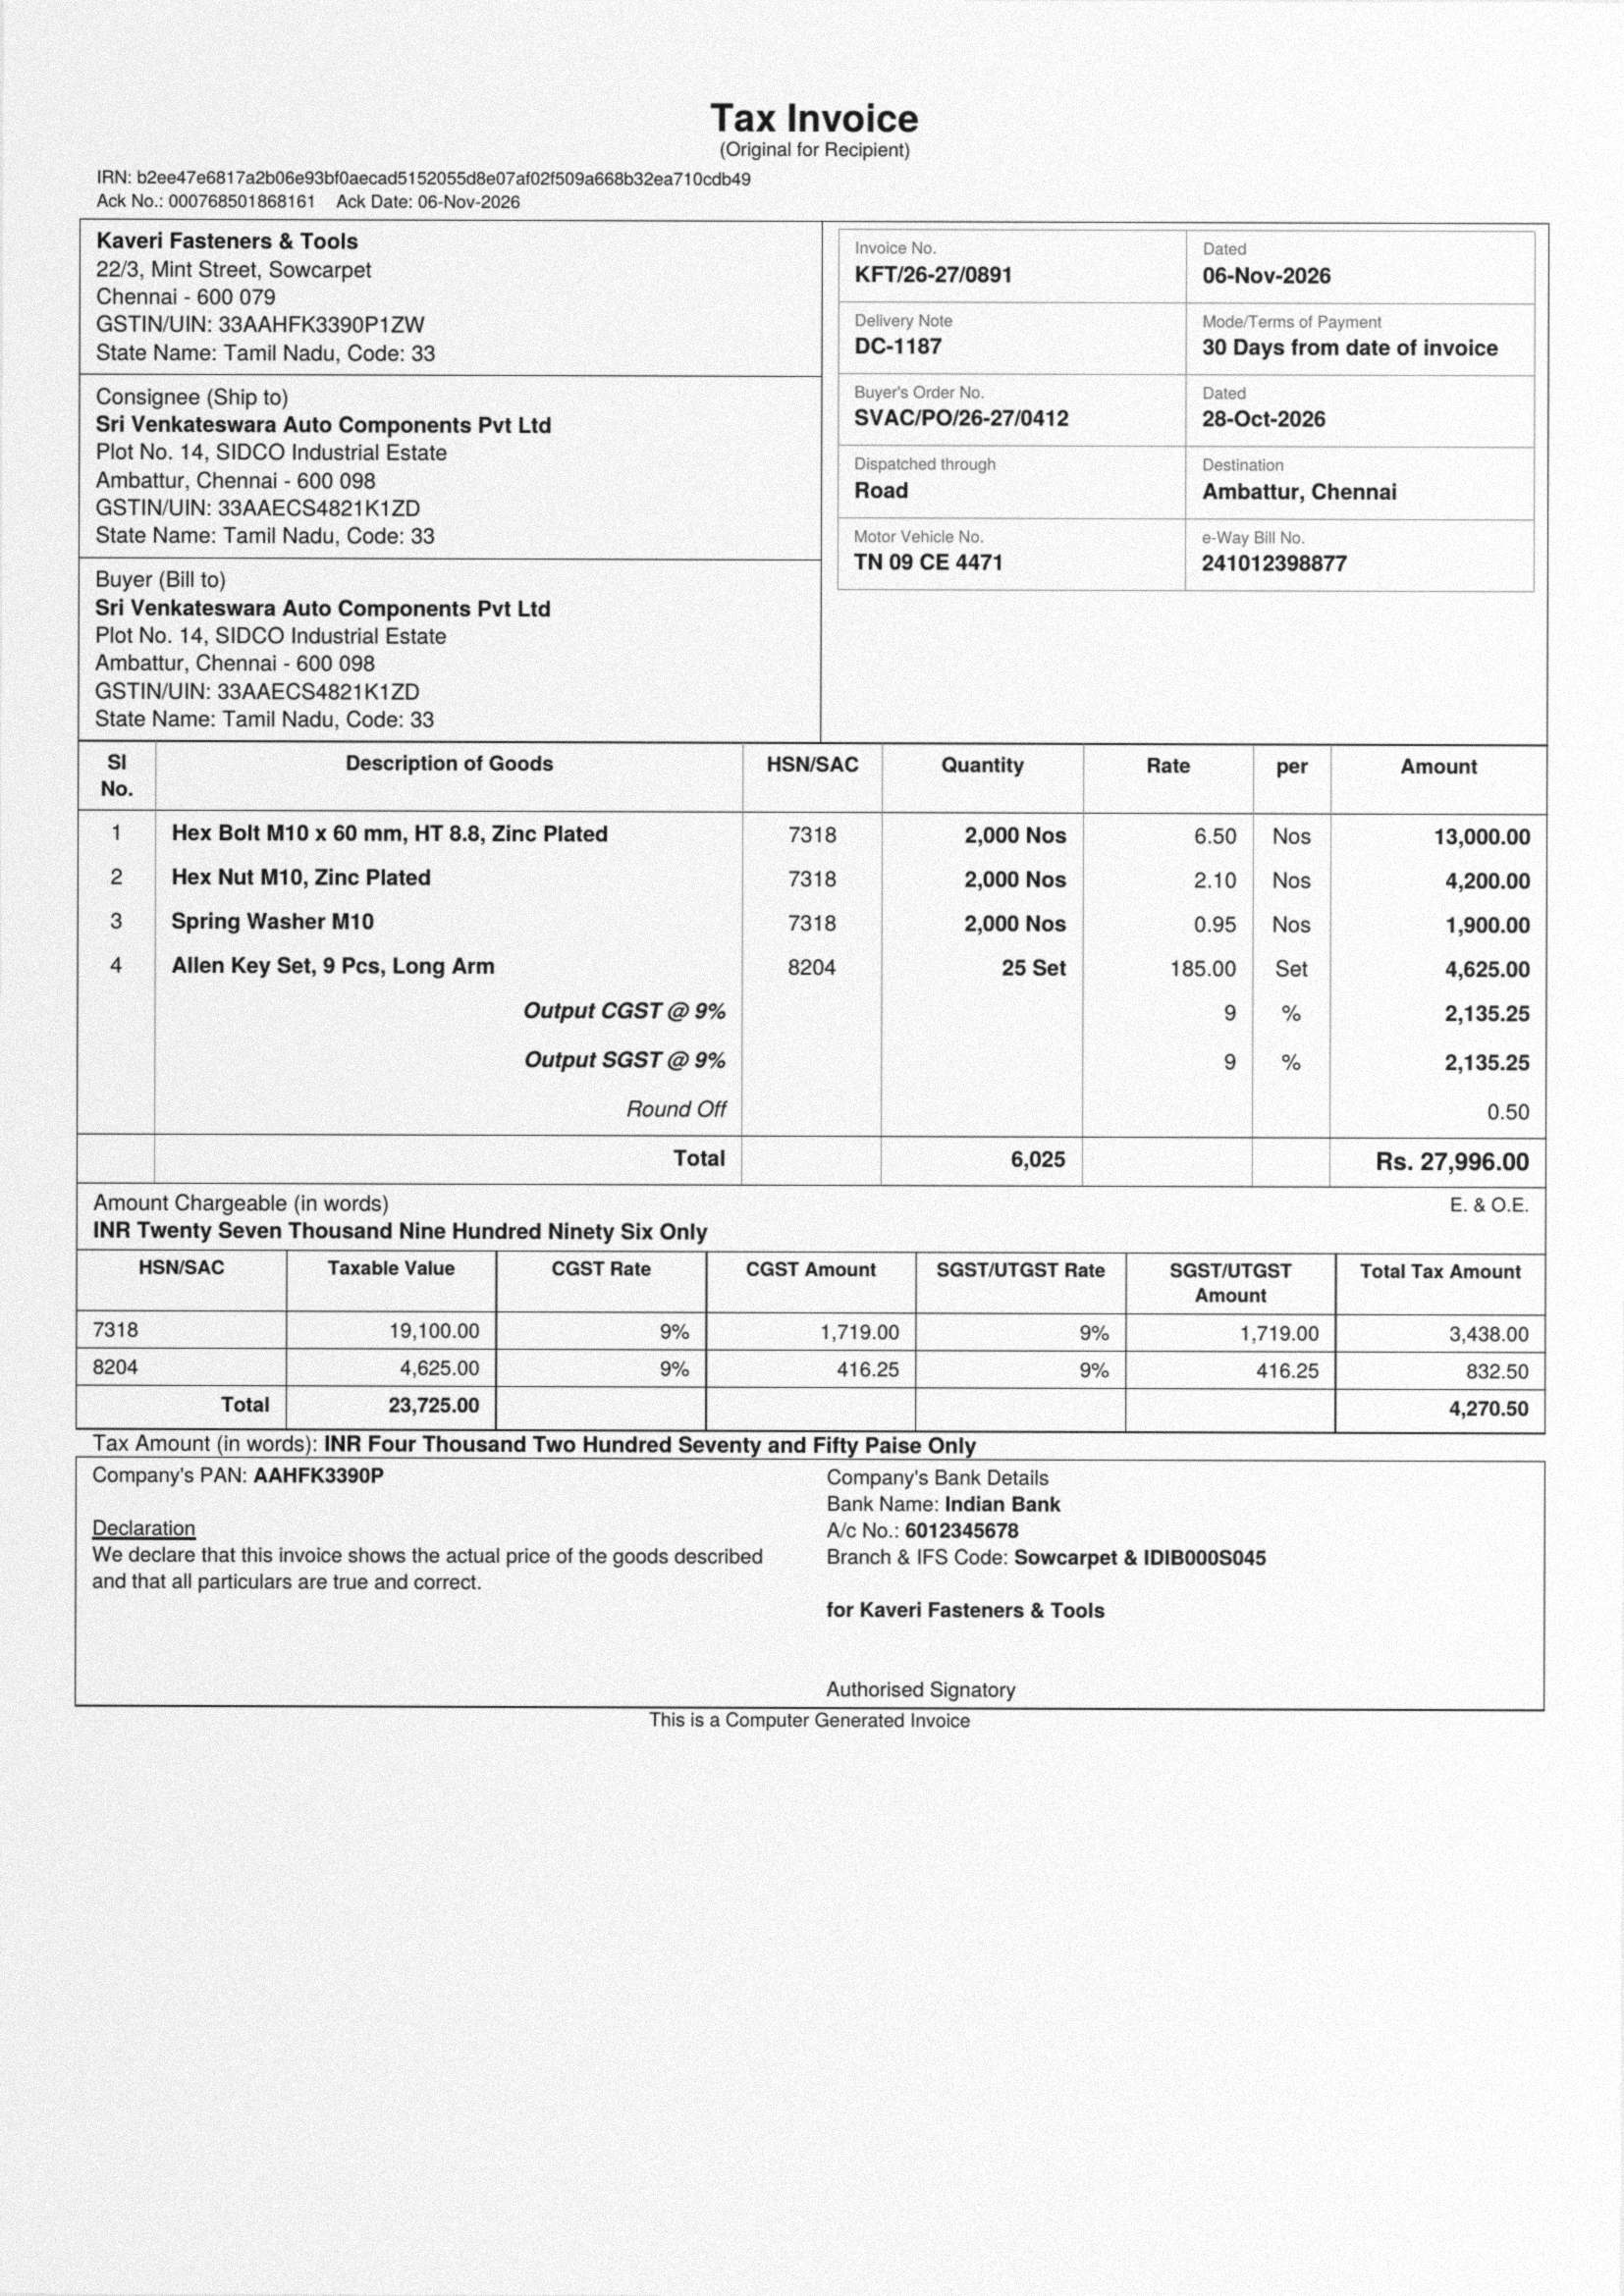 Tax Invoice
(Original for Recipient)
IRN: b2ee47e6817a2b06e93bf0aecad5152055d8e07af02f509a668b32ea710cdb49
Ack No.: 000768501868161 Ack Date: 06-Nov-2026
Kaveri Fasteners & Tools
22/3, Mint Street, Sowcarpet
Chennai - 600 079
GSTIN/UIN: 33AAHFK3390P1ZW
State Name: Tamil Nadu, Code: 33
Consignee (Ship to)
Sri Venkateswara Auto Components Pvt Ltd
Plot No. 14, SIDCO Industrial Estate
Ambattur, Chennai - 600 098
GSTIN/UIN: 33AAECS4821K1ZD
State Name: Tamil Nadu, Code: 33
Buyer (Bill to)
Sri Venkateswara Auto Components Pvt Ltd
Plot No. 14, SIDCO Industrial Estate
Ambattur, Chennai - 600 098
GSTIN/UIN: 33AAECS4821K1ZD
State Name: Tamil Nadu, Code: 33
Invoice No. Dated
KFT/26-27/0891 06-Nov-2026
Delivery Note Mode/Terms of Payment
DC-1187 30 Days from date of invoice
Buyer's Order No. Dated
SVAC/PO/26-27/0412 28-Oct-2026
Dispatched through Destination
Road Ambattur, Chennai
Motor Vehicle No. e-Way Bill No.
TN 09 CE 4471 241012398877
Sl No. Description of Goods HSN/SAC Quantity Rate per Amount
1 Hex Bolt M10 x 60 mm, HT 8.8, Zinc Plated 7318 2,000 Nos 6.50 Nos 13,000.00
2 Hex Nut M10, Zinc Plated 7318 2,000 Nos 2.10 Nos 4,200.00
3 Spring Washer M10 7318 2,000 Nos 0.95 Nos 1,900.00
4 Allen Key Set, 9 Pcs, Long Arm 8204 25 Set 185.00 Set 4,625.00
Output CGST @ 9% 9 % 2,135.25
Output SGST @ 9% 9 % 2,135.25
Round Off 0.50
Total 6,025 Rs. 27,996.00
Amount Chargeable (in words) E. & O.E.
INR Twenty Seven Thousand Nine Hundred Ninety Six Only
HSN/SAC Taxable Value CGST Rate CGST Amount SGST/UTGST Rate SGST/UTGST Amount Total Tax Amount
7318 19,100.00 9% 1,719.00 9% 1,719.00 3,438.00
8204 4,625.00 9% 416.25 9% 416.25 832.50
Total 23,725.00 4,270.50
Tax Amount (in words): INR Four Thousand Two Hundred Seventy and Fifty Paise Only
Company's PAN: AAHFK3390P
Declaration
We declare that this invoice shows the actual price of the goods described
and that all particulars are true and correct.
Company's Bank Details
Bank Name: Indian Bank
A/c No.: 6012345678
Branch & IFS Code: Sowcarpet & IDIB000S045
for Kaveri Fasteners & Tools
Authorised Signatory
This is a Computer Generated Invoice